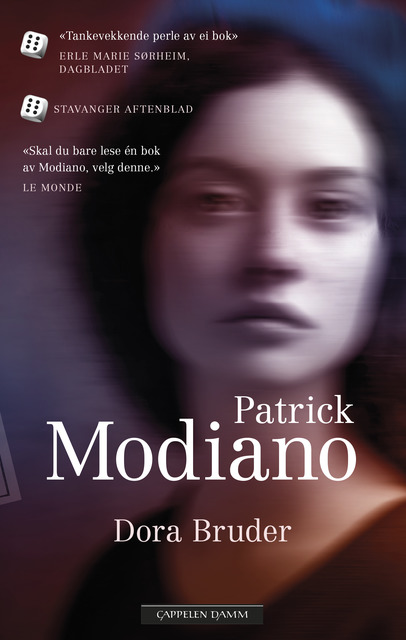 «Tankevekkende perle av ei bok»
ERLE MARIE SØRHEIM,
DAGBLADET
STAVANGER AFTENBLAD
«Skal du bare lese én bok
av Modiano, velg denne.»
LE MONDE
Patrick
Modiano
Dora Bruder
CAPPELEN DAMM